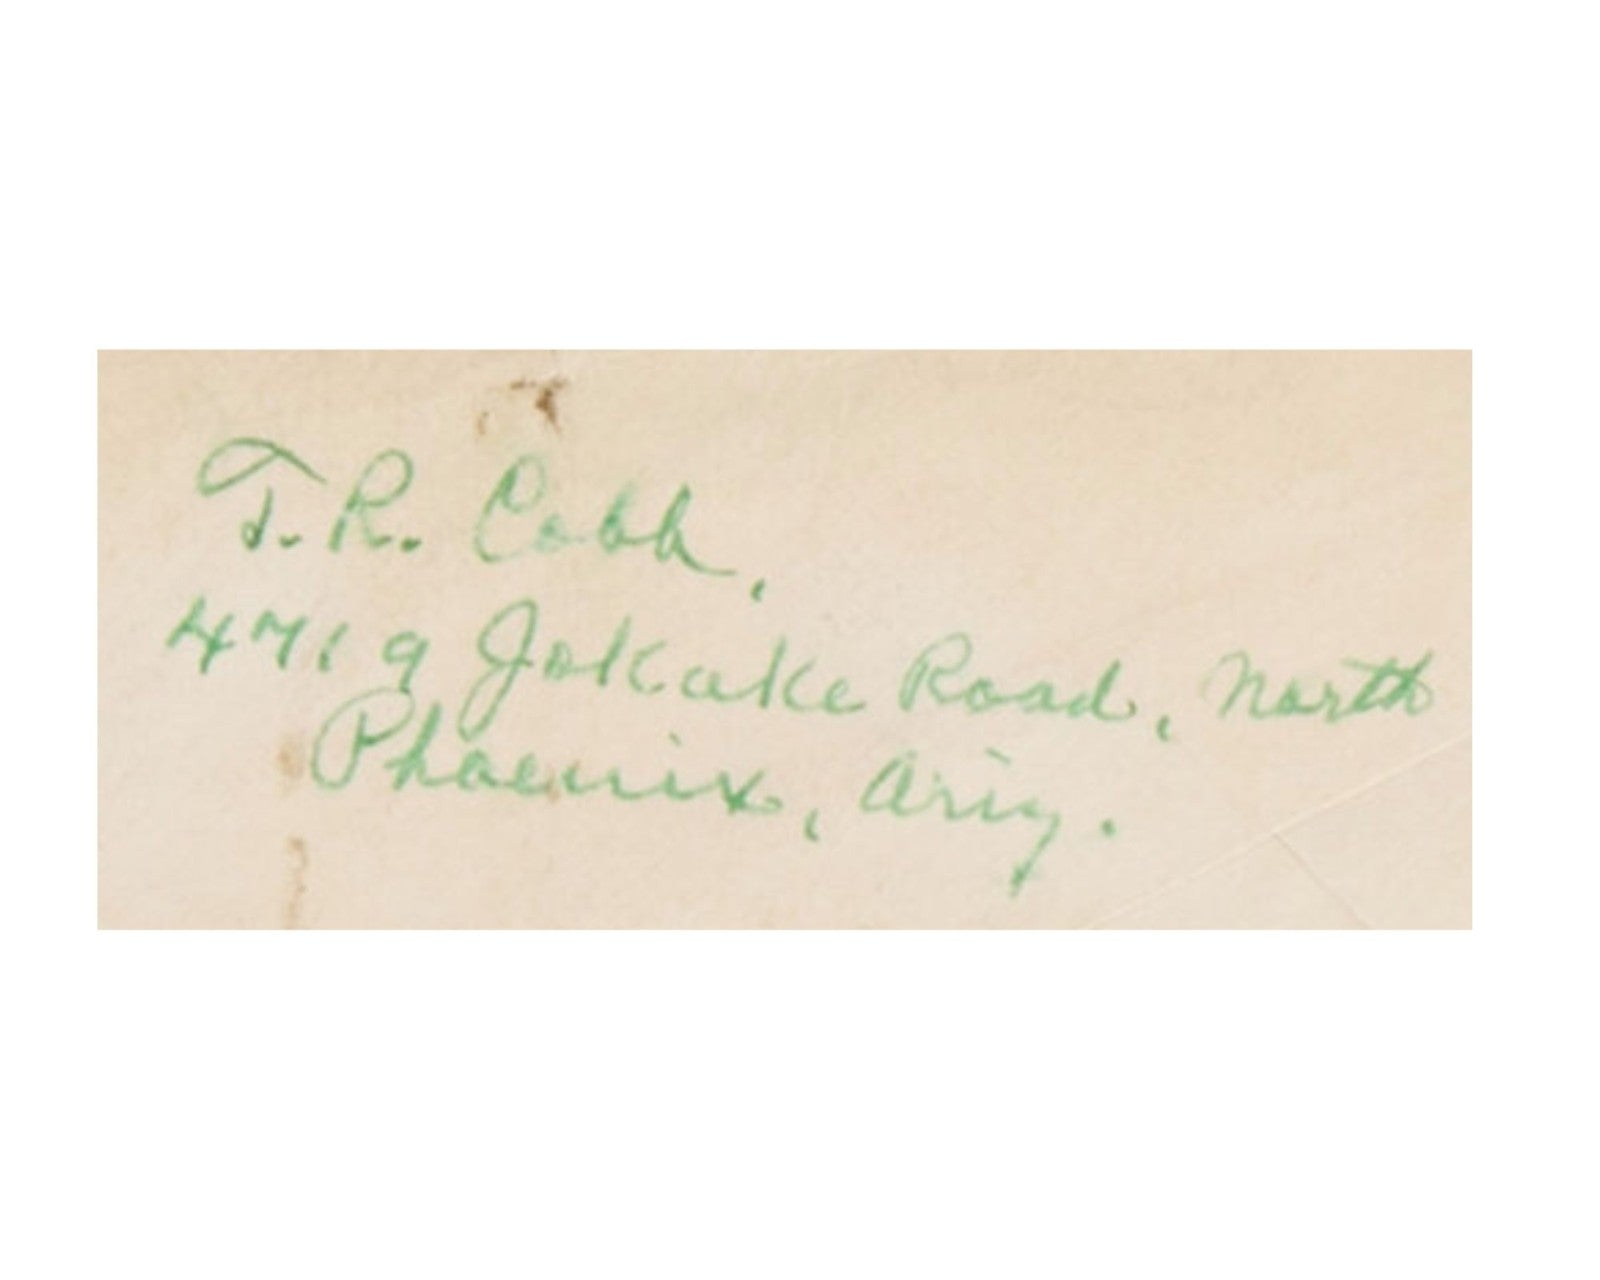 T. R. Cobb,
4719 Jokake Road, North
Phoenix, Ariz.